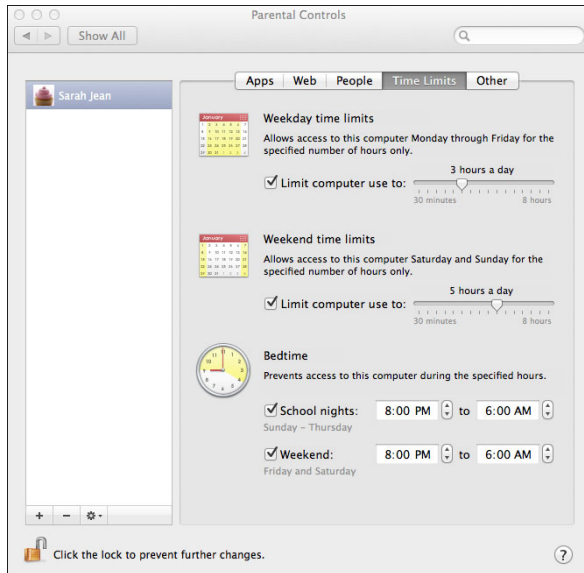 Parental Controls
Show All
Sarah Jean
Apps Web People Time Limits Other
Weekday time limits
Allows access to this computer Monday through Friday for the
specified number of hours only.
Limit computer use to:
3 hours a day
30 minutes 8 hours
Weekend time limits
Allows access to this computer Saturday and Sunday for the
specified number of hours only.
Limit computer use to:
5 hours a day
30 minutes 8 hours
Bedtime
Prevents access to this computer during the specified hours.
School nights: 8:00 PM to 6:00 AM
Sunday – Thursday
Weekend: 8:00 PM to 6:00 AM
Friday and Saturday
Click the lock to prevent further changes.
?